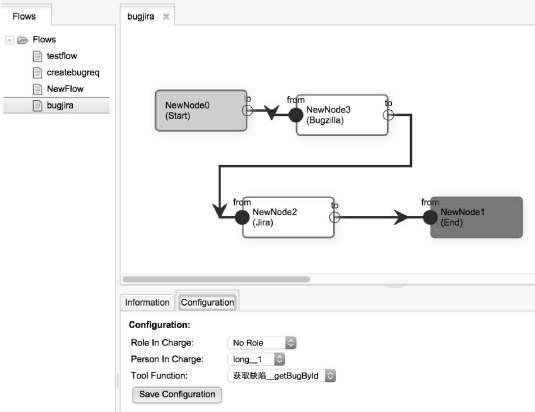 Flows
Flows
testflow
createbugreq
NewFlow
bugjira
bugjira x
NewNode0
(Start)
to
from
NewNode3
(Bugzilla)
to
from
NewNode2
(Jira)
to
from
NewNode1
(End)
Information
Configuration
Configuration:
Role In Charge: No Role
Person In Charge: long__1
Tool Function: 获取缺陷__getBugById
Save Configuration